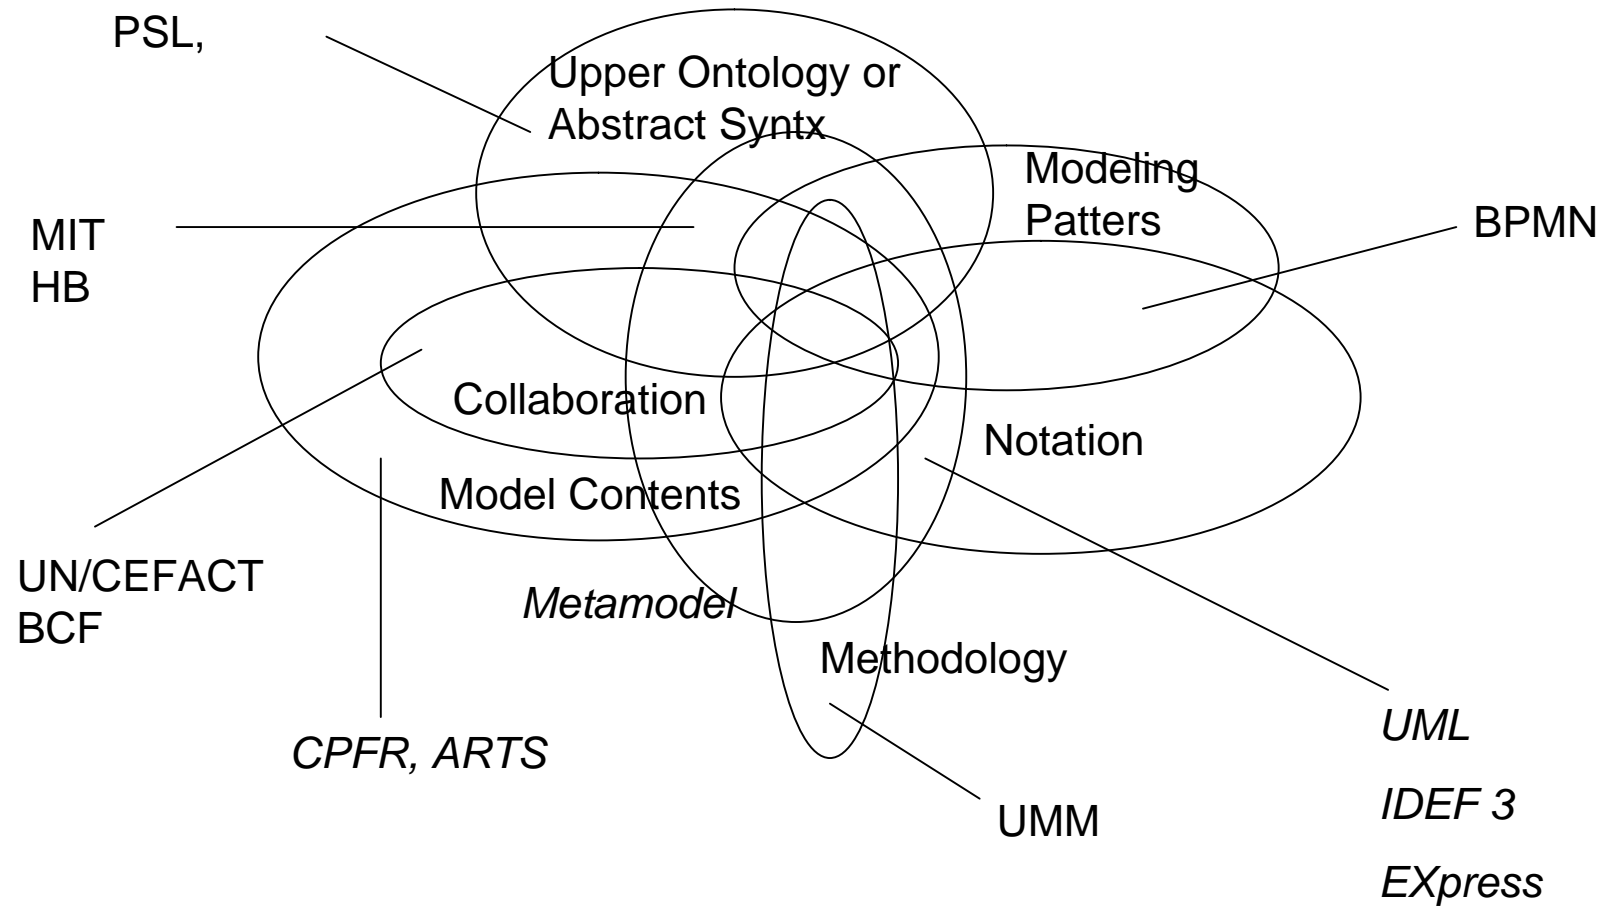 PSL,
Upper Ontology or
Abstract Syntx
Modeling
Patters
BPMN
MIT
HB
Collaboration
Notation
Model Contents
UN/CEFACT
BCF
Metamodel
Methodology
CPFR, ARTS
UML
IDEF 3
EXpress
UMM